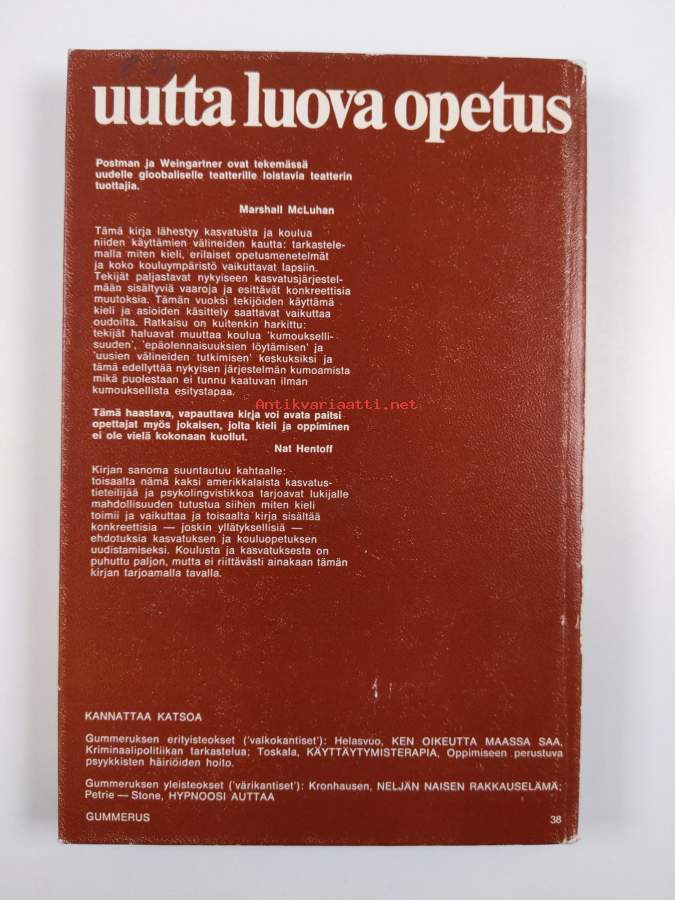 uutta luova opetus
Postman ja Weingartner ovat tekemässä
uudelle gloobaliselle teatterille loistavia teatterin
tuottajia.
Marshall McLuhan
Tämä kirja lähestyy kasvatusta ja koulua
niiden käyttämien välineiden kautta: tarkastele-
malla miten kieli, erilaiset opetusmenetelmät
ja koko kouluympäristö vaikuttavat lapsiin.
Tekijät paljastavat nykyiseen kasvatusjärjestel-
mään sisältyviä vaaroja ja esittävät konkreettisia
muutoksia. Tämän vuoksi tekijöiden käyttämä
kieli ja asioiden käsittely saattavat vaikuttaa
oudoilta. Ratkaisu on kuitenkin harkittu:
tekijät haluavat muuttaa koulua 'kumoukselli-
suuden', 'epäolennaisuuksien löytämisen' ja
'uusien välineiden tutkimisen' keskuksiksi ja
tämä edellyttää nykyisen järjestelmän kumoamista
mikä puolestaan ei tunnu kaatuvan ilman
kumouksellista esitystapaa.
Antikvariaatti.net
Tämä haastava, vapauttava kirja voi avata paitsi
opettajat myös jokaisen, jolta kieli ja oppiminen
ei ole vielä kokonaan kuollut.
Nat Hentoff
Kirjan sanoma suuntautuu kahtaalle:
toisaalta nämä kaksi amerikkalaista kasvatus-
tieteilijää ja psykolingvistikkoa tarjoavat lukijalle
mahdollisuuden tutustua siihen miten kieli
toimii ja vaikuttaa ja toisaalta kirja sisältää
konkreettisia — joskin yllätyksellisiä —
ehdotuksia kasvatuksen ja kouluopetuksen
uudistamiseksi. Koulusta ja kasvatuksesta on
puhuttu paljon, mutta ei riittävästi ainakaan tämän
kirjan tarjoamalla tavalla.
KANNATTAA KATSOA
Gummeruksen erityisteokset ('valkokantiset'): Helasvuo, KEN OIKEUTTA MAASSA SAA,
Kriminaalipolitiikan tarkastelua; Toskala, KÄYTTÄYTYMISTERAPIA, Oppimiseen perustuva
psyykkisten häiriöiden hoito.
Gummeruksen yleisteokset ('värikantiset'): Kronhausen, NELJÄN NAISEN RAKKAUSELÄMÄ;
Petrie — Stone, HYPNOOSI AUTTAA
GUMMERUS 38